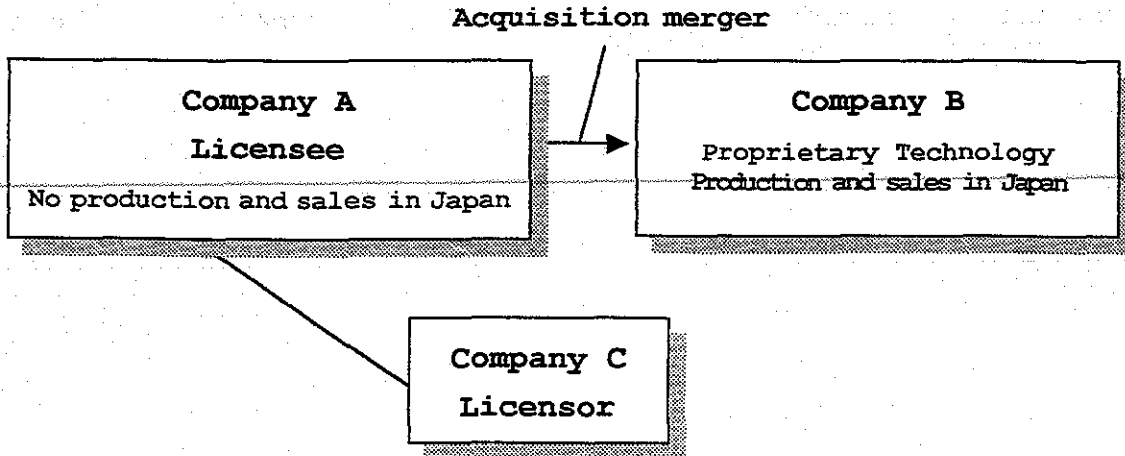 Acquisition merger
Company A
Licensee
No production and sales in Japan
Company B
Proprietary Technology
Production and sales in Japan
Company C
Licensor